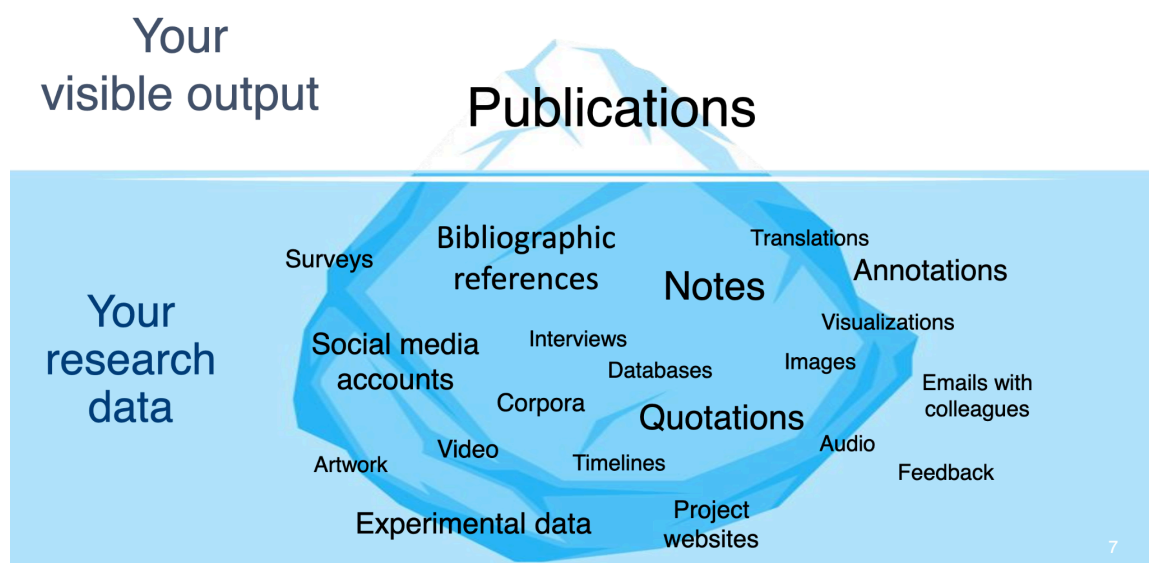 Your
visible output
Publications
Your
research
data
Surveys
Bibliographic
references
Translations
Notes
Annotations
Social media
accounts
Interviews
Visualizations
Databases
Images
Emails with
colleagues
Corpora
Quotations
Video
Audio
Artwork
Timelines
Feedback
Experimental data
Project
websites
7